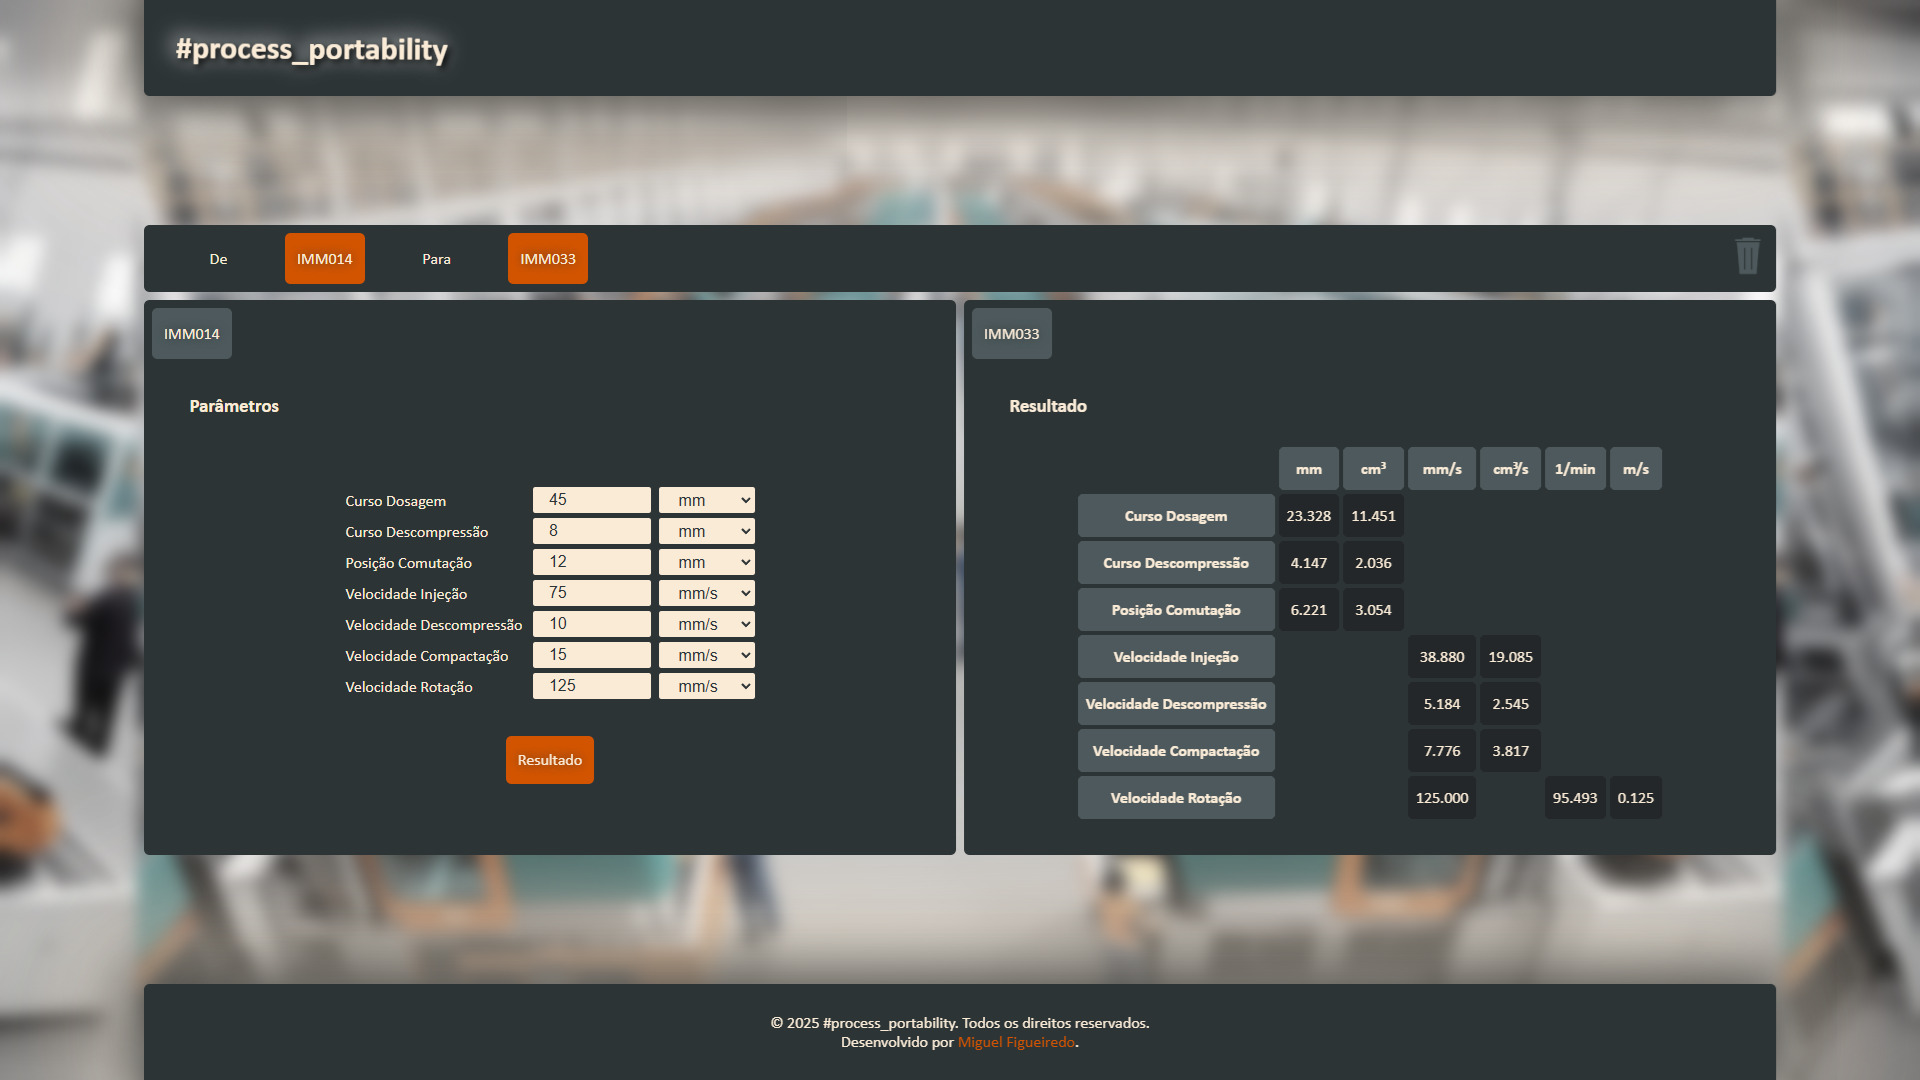 #process_portability
De IMM014 Para IMM033
IMM014
Parâmetros
Curso Dosagem 45 mm
Curso Descompressão 8 mm
Posição Comutação 12 mm
Velocidade Injeção 75 mm/s
Velocidade Descompressão 10 mm/s
Velocidade Compactação 15 mm/s
Velocidade Rotação 125 mm/s
Resultado
IMM033
Resultado
mm cm³ mm/s cm³/s 1/min m/s
Curso Dosagem 23.328 11.451
Curso Descompressão 4.147 2.036
Posição Comutação 6.221 3.054
Velocidade Injeção 38.880 19.085
Velocidade Descompressão 5.184 2.545
Velocidade Compactação 7.776 3.817
Velocidade Rotação 125.000 95.493 0.125
© 2025 #process_portability. Todos os direitos reservados.
Desenvolvido por Miguel Figueiredo.